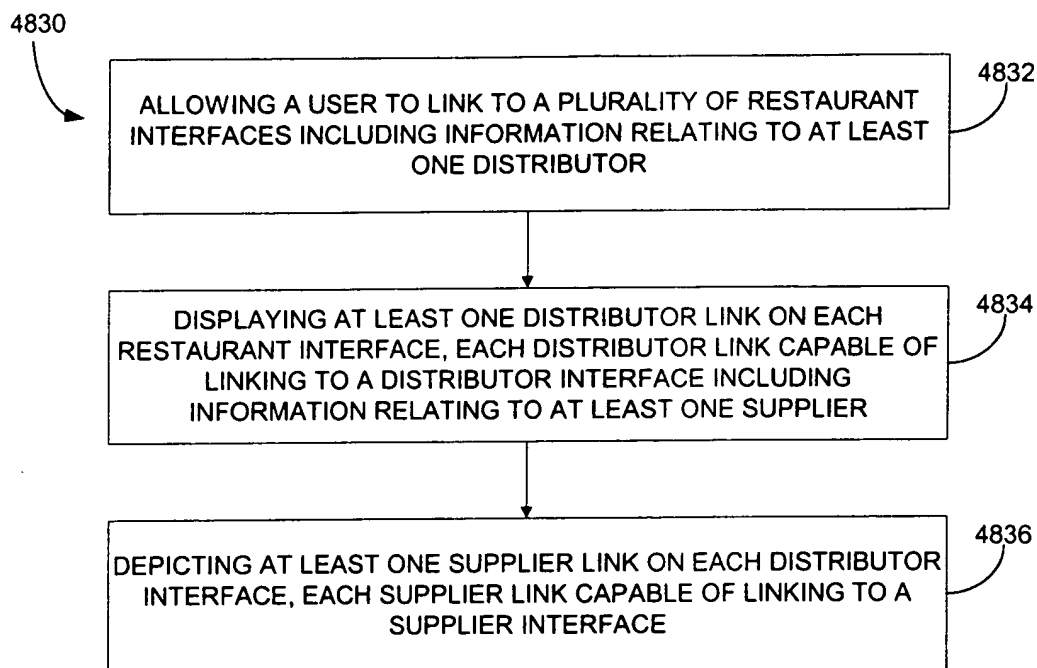 4830
4832
ALLOWING A USER TO LINK TO A PLURALITY OF RESTAURANT
INTERFACES INCLUDING INFORMATION RELATING TO AT LEAST
ONE DISTRIBUTOR
4834
DISPLAYING AT LEAST ONE DISTRIBUTOR LINK ON EACH
RESTAURANT INTERFACE, EACH DISTRIBUTOR LINK CAPABLE OF
LINKING TO A DISTRIBUTOR INTERFACE INCLUDING
INFORMATION RELATING TO AT LEAST ONE SUPPLIER
4836
DEPICTING AT LEAST ONE SUPPLIER LINK ON EACH DISTRIBUTOR
INTERFACE, EACH SUPPLIER LINK CAPABLE OF LINKING TO A
SUPPLIER INTERFACE